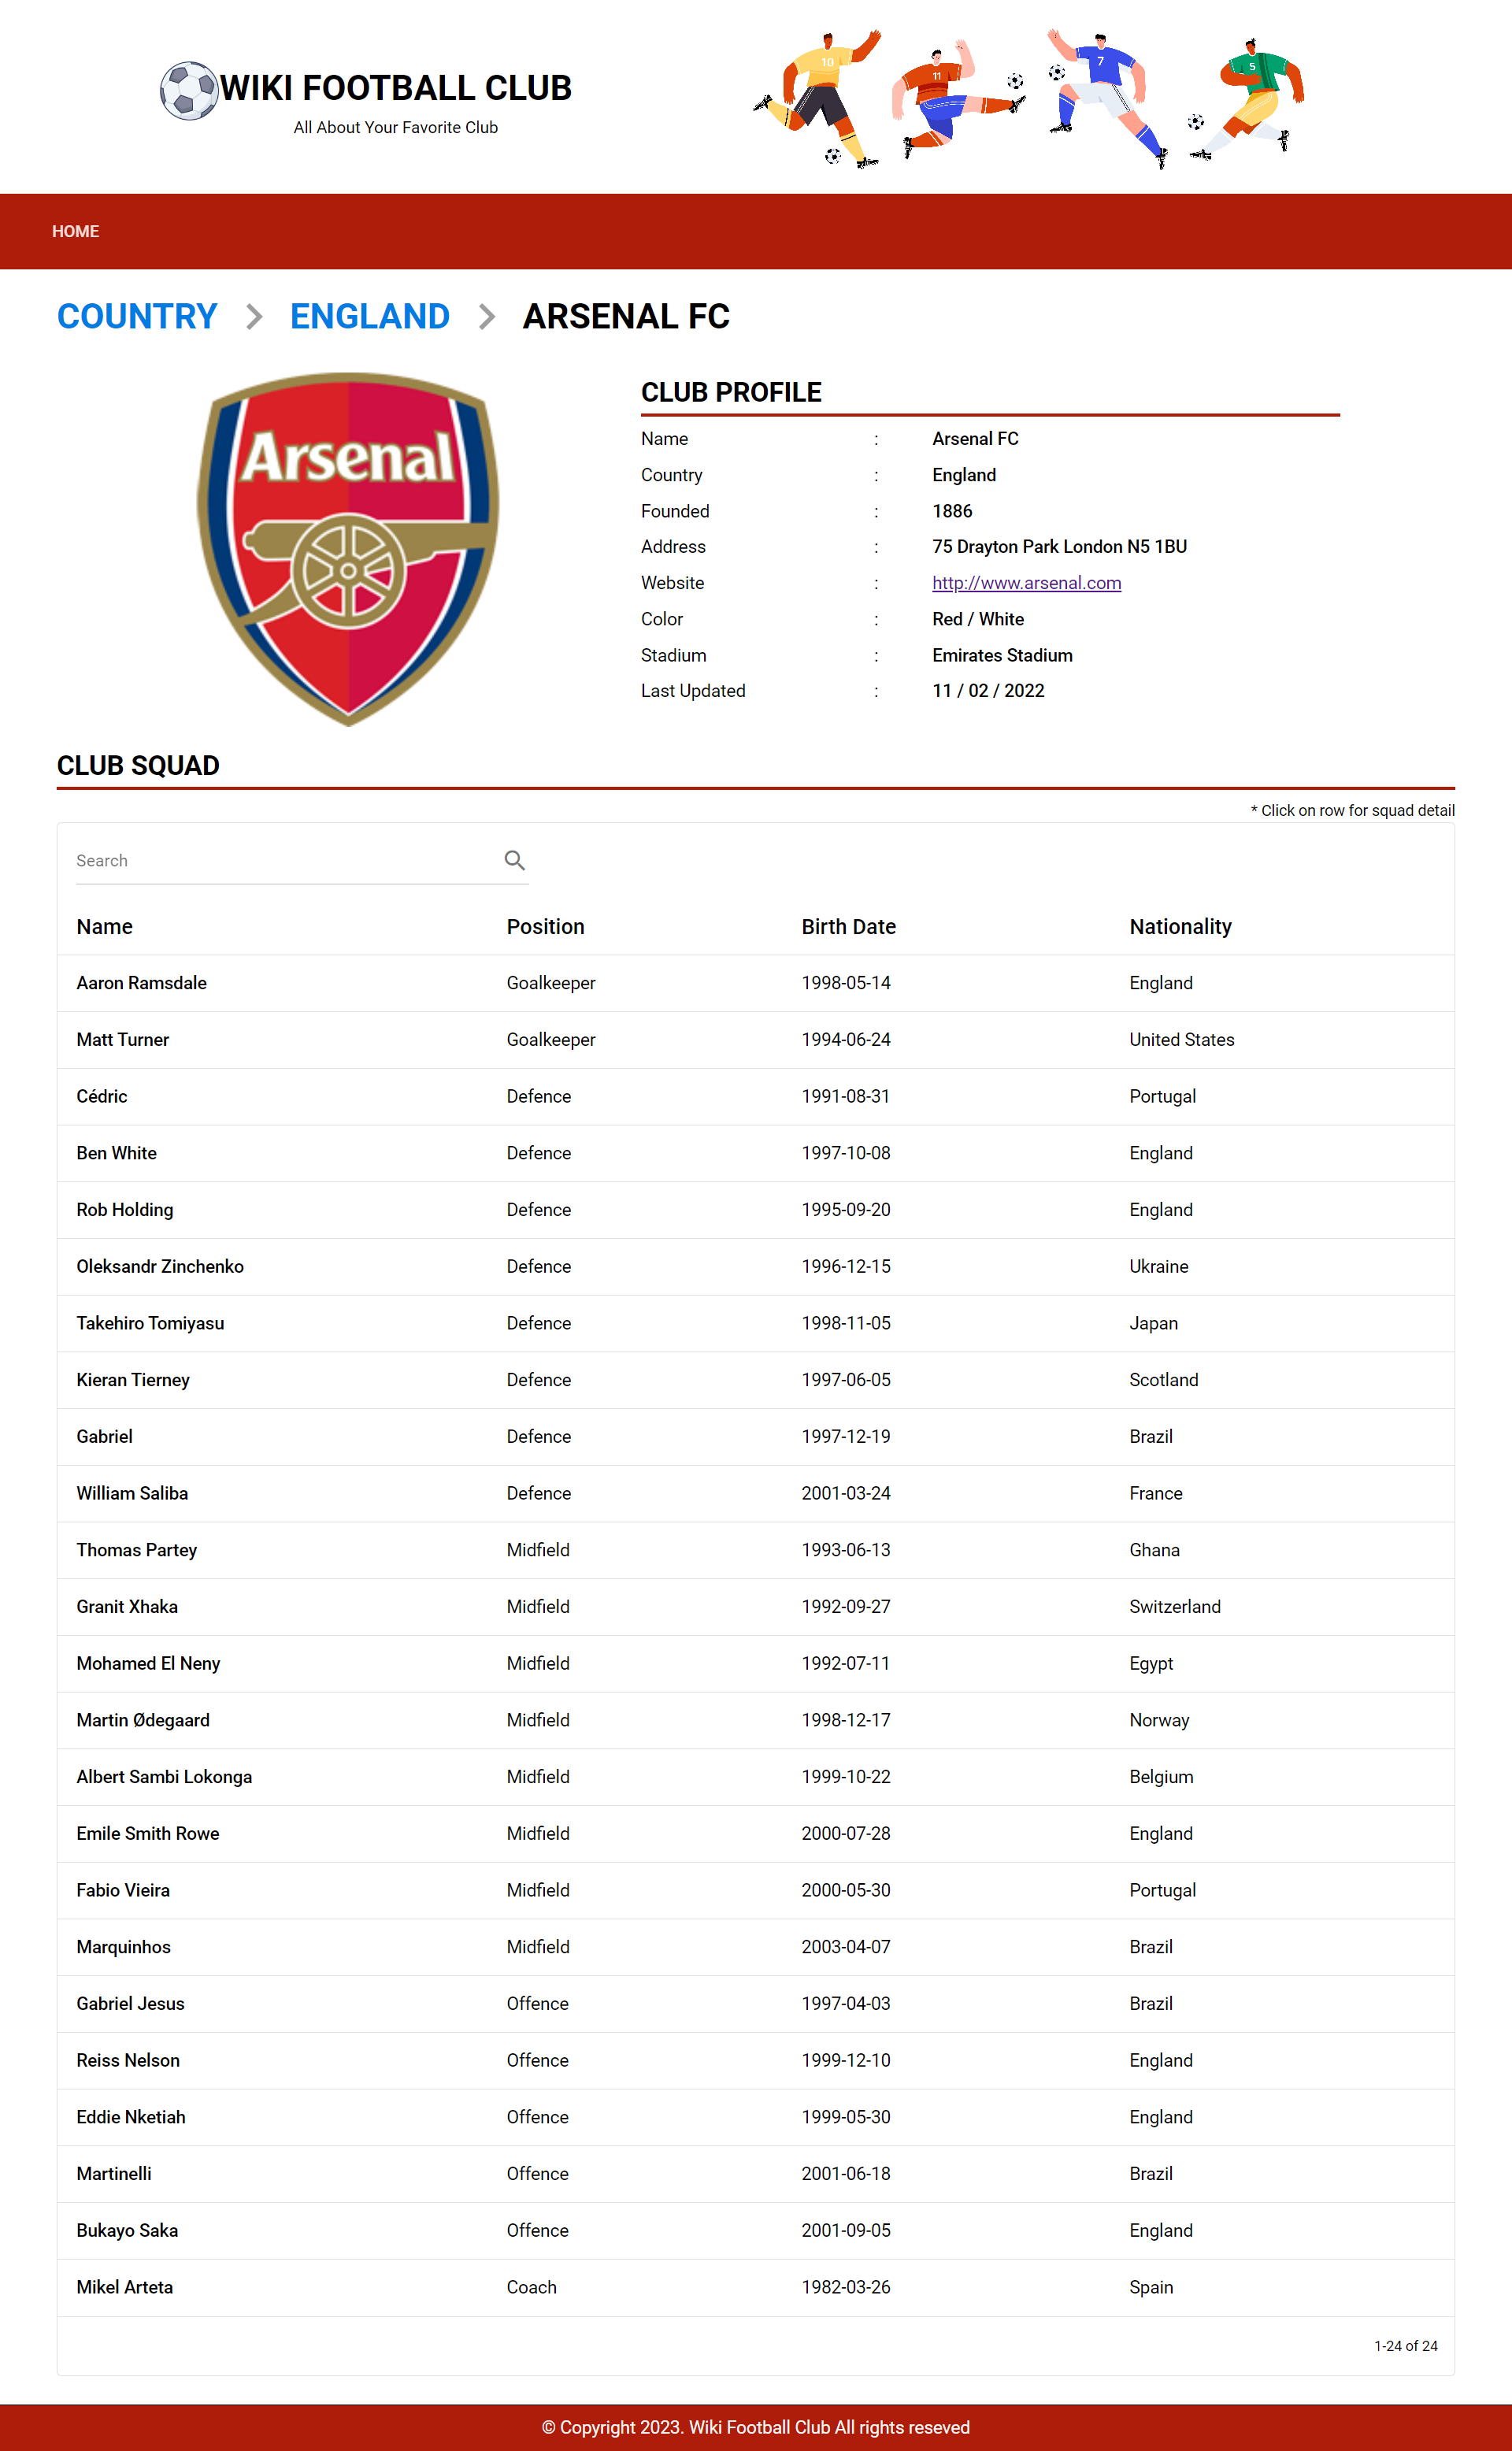 WIKI FOOTBALL CLUB
All About Your Favorite Club
10
11
7
5
HOME
COUNTRY > ENGLAND > ARSENAL FC
Arsenal
CLUB PROFILE
Name : Arsenal FC
Country : England
Founded : 1886
Address : 75 Drayton Park London N5 1BU
Website : http://www.arsenal.com
Color : Red / White
Stadium : Emirates Stadium
Last Updated : 11 / 02 / 2022
CLUB SQUAD
* Click on row for squad detail
Search
Name Position Birth Date Nationality
Aaron Ramsdale Goalkeeper 1998-05-14 England
Matt Turner Goalkeeper 1994-06-24 United States
Cédric Defence 1991-08-31 Portugal
Ben White Defence 1997-10-08 England
Rob Holding Defence 1995-09-20 England
Oleksandr Zinchenko Defence 1996-12-15 Ukraine
Takehiro Tomiyasu Defence 1998-11-05 Japan
Kieran Tierney Defence 1997-06-05 Scotland
Gabriel Defence 1997-12-19 Brazil
William Saliba Defence 2001-03-24 France
Thomas Partey Midfield 1993-06-13 Ghana
Granit Xhaka Midfield 1992-09-27 Switzerland
Mohamed El Neny Midfield 1992-07-11 Egypt
Martin Ødegaard Midfield 1998-12-17 Norway
Albert Sambi Lokonga Midfield 1999-10-22 Belgium
Emile Smith Rowe Midfield 2000-07-28 England
Fabio Vieira Midfield 2000-05-30 Portugal
Marquinhos Midfield 2003-04-07 Brazil
Gabriel Jesus Offence 1997-04-03 Brazil
Reiss Nelson Offence 1999-12-10 England
Eddie Nketiah Offence 1999-05-30 England
Martinelli Offence 2001-06-18 Brazil
Bukayo Saka Offence 2001-09-05 England
Mikel Arteta Coach 1982-03-26 Spain
1-24 of 24
© Copyright 2023. Wiki Football Club All rights reseved